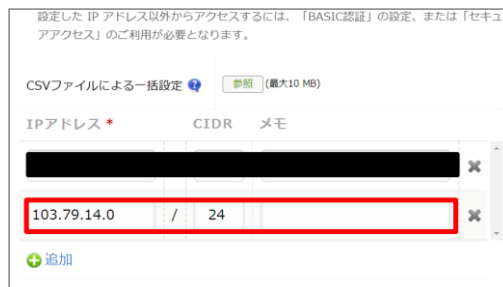 設定した IP アドレス以外からアクセスするには、「BASIC認証」の設定、または「セキュ
アアクセス」のご利用が必要となります。
CSVファイルによる一括設定 参照 (最大10 MB)
IPアドレス * CIDR メモ
103.79.14.0 / 24
追加